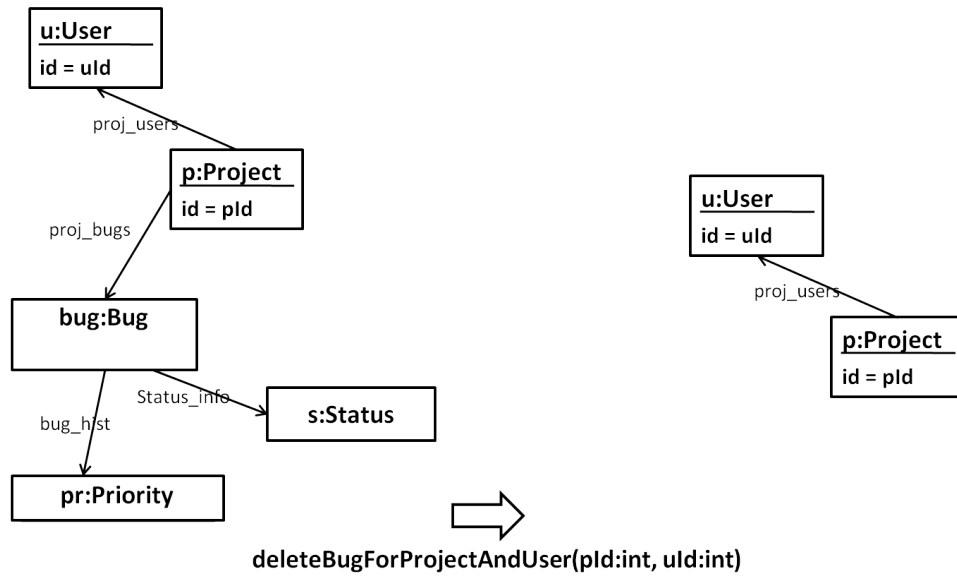 u:User
id = uId
proj_users
p:Project
id = pId
proj_bugs
bug:Bug
Status_info
s:Status
bug_hist
pr:Priority
u:User
id = uId
proj_users
p:Project
id = pId
deleteBugForProjectAndUser(pId:int, uId:int)